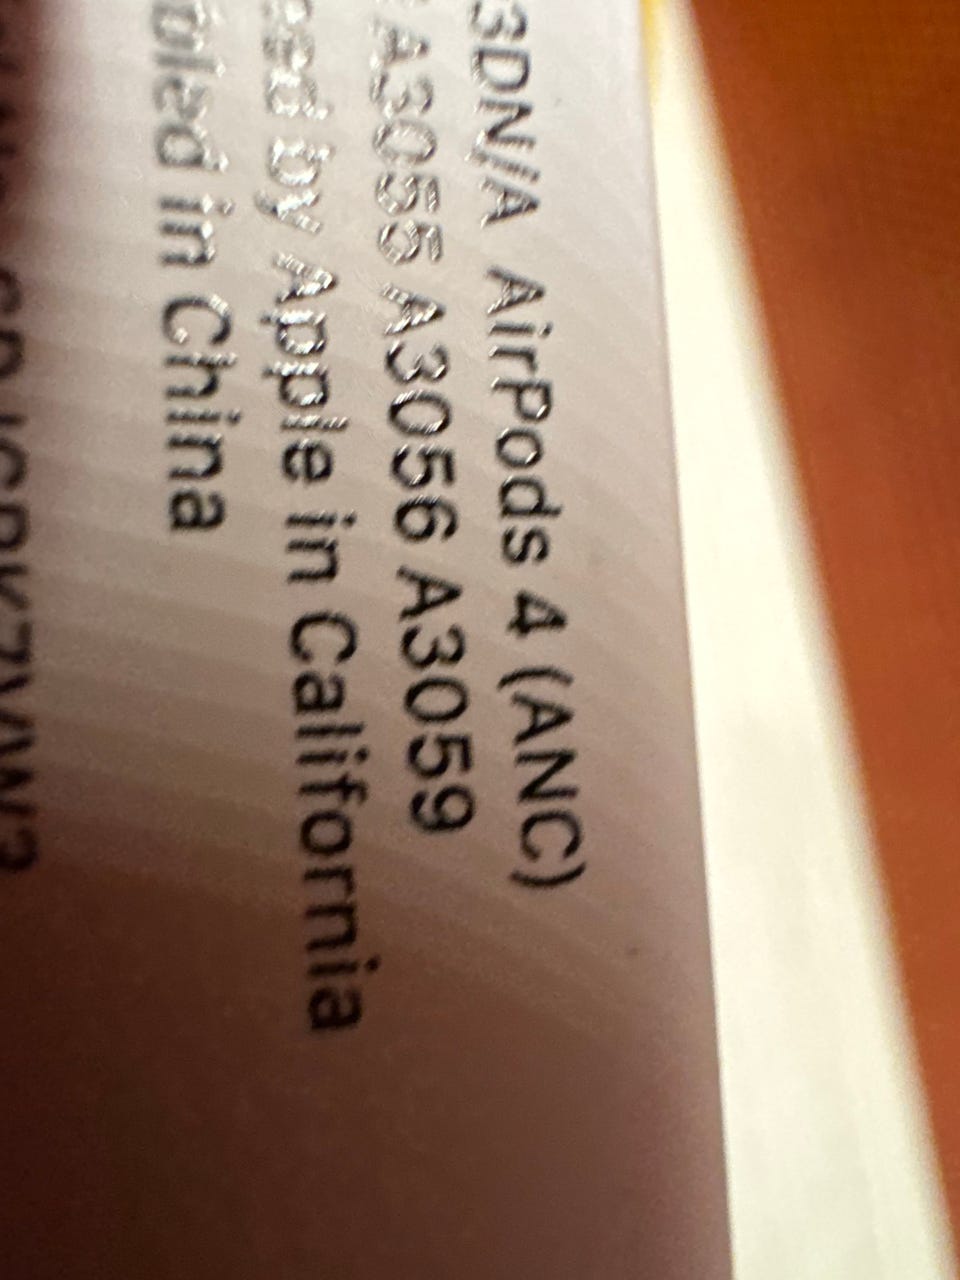 3DN/A AirPods 4 (ANC)
A3055 A3056 A3059
by Apple in California
in China